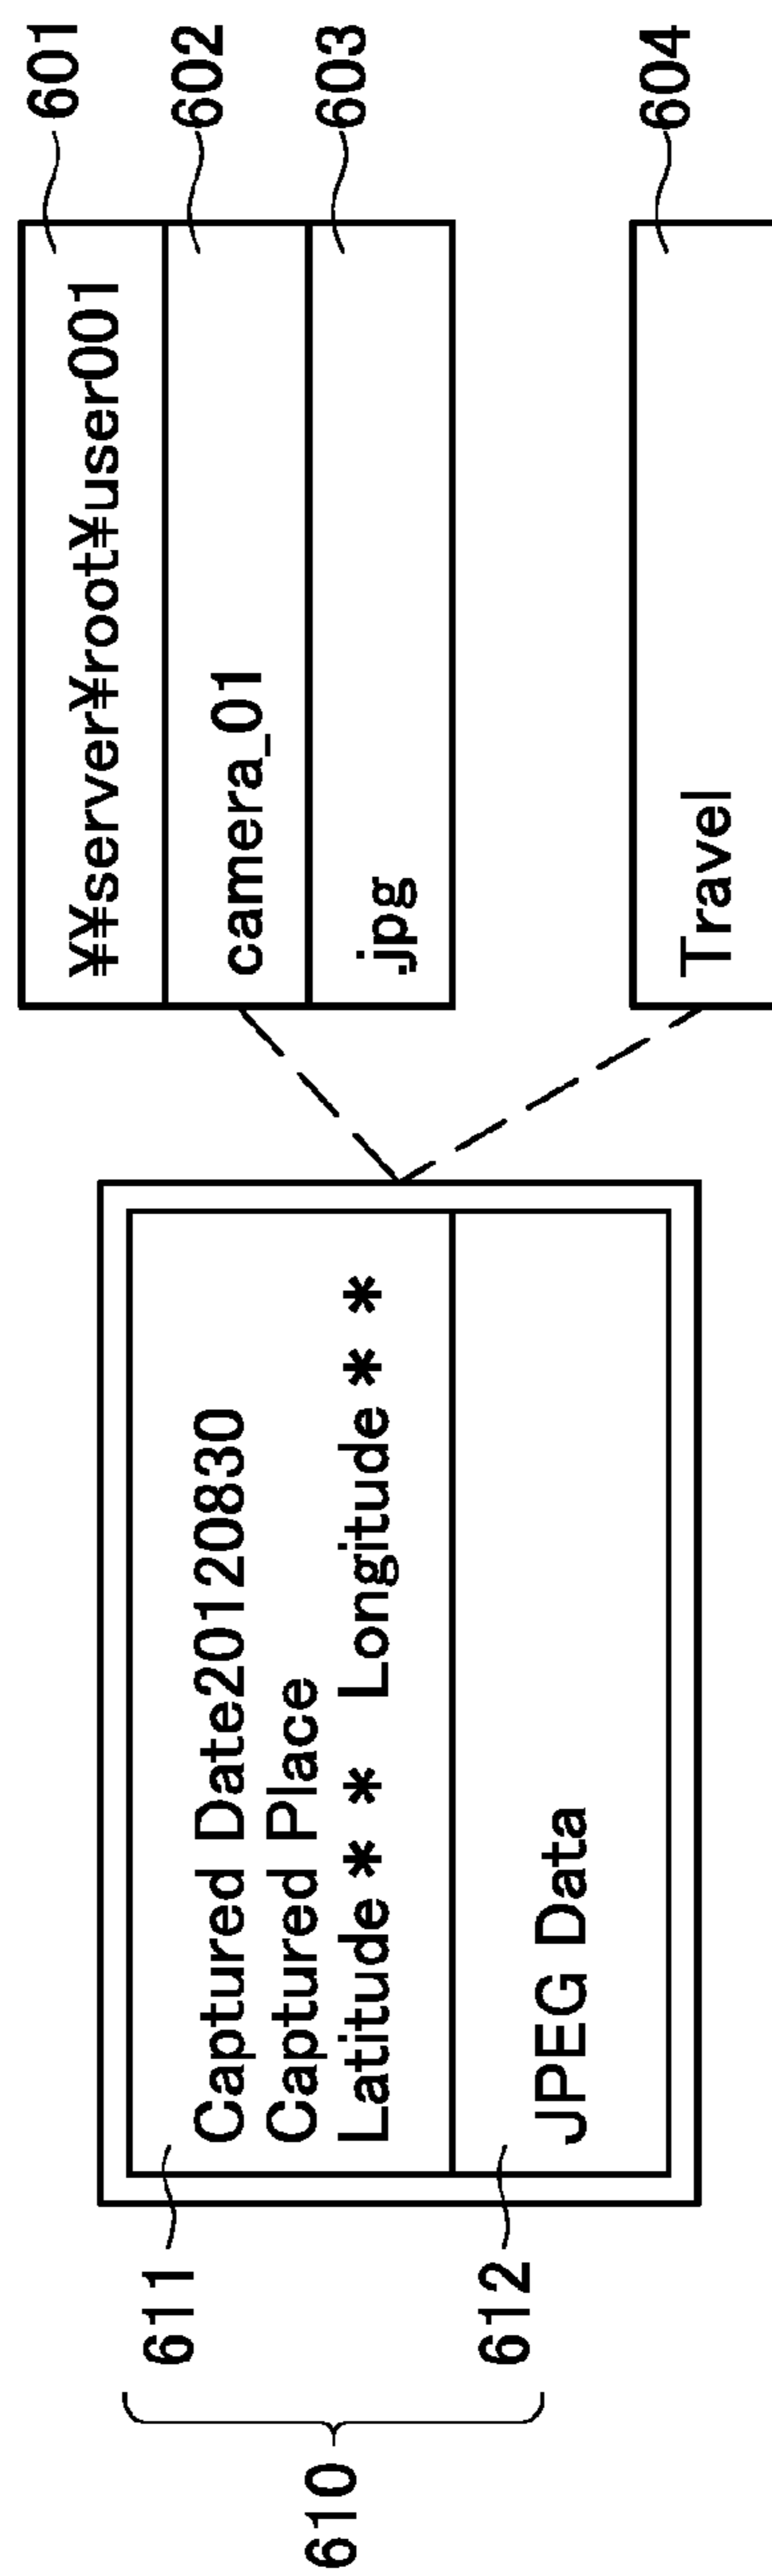 610
611
Captured Date20120830
Captured Place
Latitude * * Longitude * *
612
JPEG Data
¥¥server¥root¥user001
601
camera_01
602
.jpg
603
Travel
604